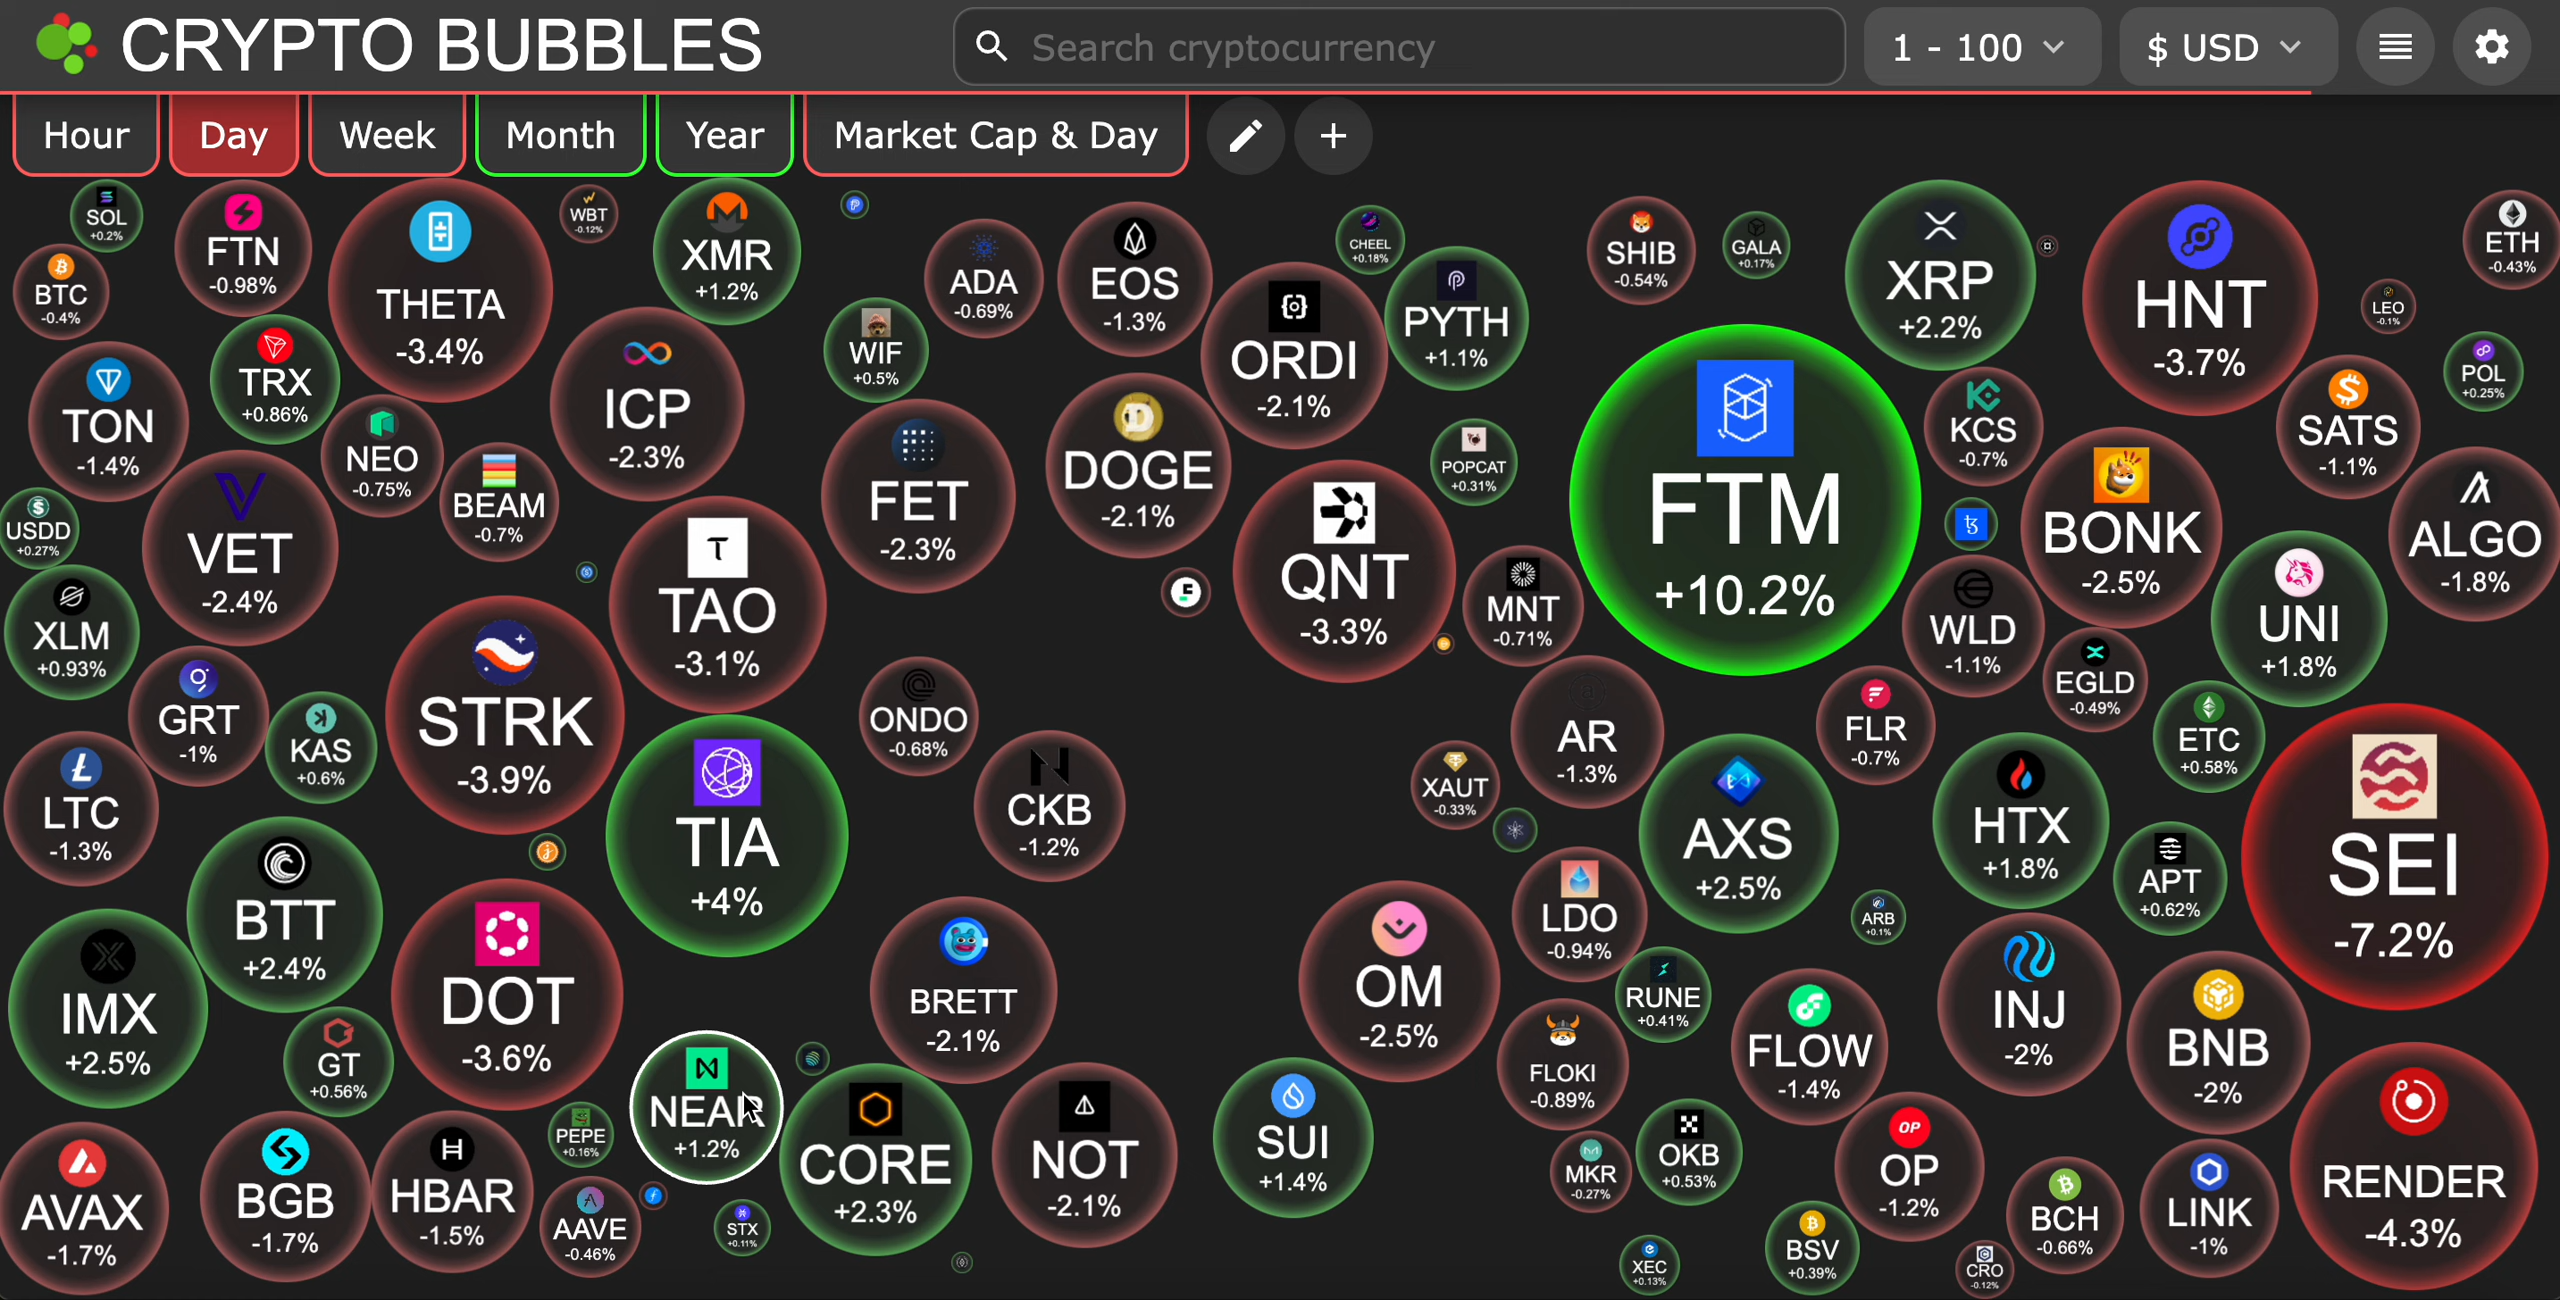 CRYPTO BUBBLES
Search cryptocurrency
1 - 100
$ USD
Hour
Day
Week
Month
Year
Market Cap & Day
SOL
+0.2%
FTN
-0.98%
THETA
-3.4%
WBT
-0.12%
XMR
+1.2%
ADA
-0.69%
EOS
-1.3%
CHEEL
+0.18%
PYTH
+1.1%
SHIB
-0.54%
GALA
+0.17%
XRP
+2.2%
HNT
-3.7%
LEO
-0.1%
ETH
-0.43%
BTC
-0.4%
TRX
+0.86%
ICP
-2.3%
WIF
+0.5%
ORDI
-2.1%
POL
+0.25%
TON
-1.4%
NEO
-0.75%
BEAM
-0.7%
FET
-2.3%
DOGE
-2.1%
POPCAT
+0.31%
FTM
+10.2%
KCS
-0.7%
SATS
-1.1%
USDD
+0.27%
VET
-2.4%
TAO
-3.1%
QNT
-3.3%
MNT
-0.71%
BONK
-2.5%
ALGO
-1.8%
XLM
+0.93%
WLD
-1.1%
UNI
+1.8%
GRT
-1%
KAS
+0.6%
STRK
-3.9%
ONDO
-0.68%
AR
-1.3%
FLR
-0.7%
EGLD
-0.49%
ETC
+0.58%
LTC
-1.3%
TIA
+4%
CKB
-1.2%
XAUT
-0.33%
AXS
+2.5%
HTX
+1.8%
SEI
-7.2%
BTT
+2.4%
LDO
-0.94%
ARB
+0.1%
APT
+0.62%
IMX
+2.5%
DOT
-3.6%
BRETT
-2.1%
OM
-2.5%
RUNE
+0.41%
INJ
-2%
BNB
-2%
GT
+0.56%
FLOKI
-0.89%
FLOW
-1.4%
PEPE
+0.16%
NEAR
+1.2%
CORE
+2.3%
NOT
-2.1%
SUI
+1.4%
MKR
-0.27%
OKB
+0.53%
OP
OP
-1.2%
RENDER
-4.3%
AVAX
-1.7%
BGB
-1.7%
HBAR
-1.5%
AAVE
-0.46%
STX
+0.11%
BCH
-0.66%
LINK
-1%
XEC
+0.13%
BSV
+0.39%
CRO
-0.12%